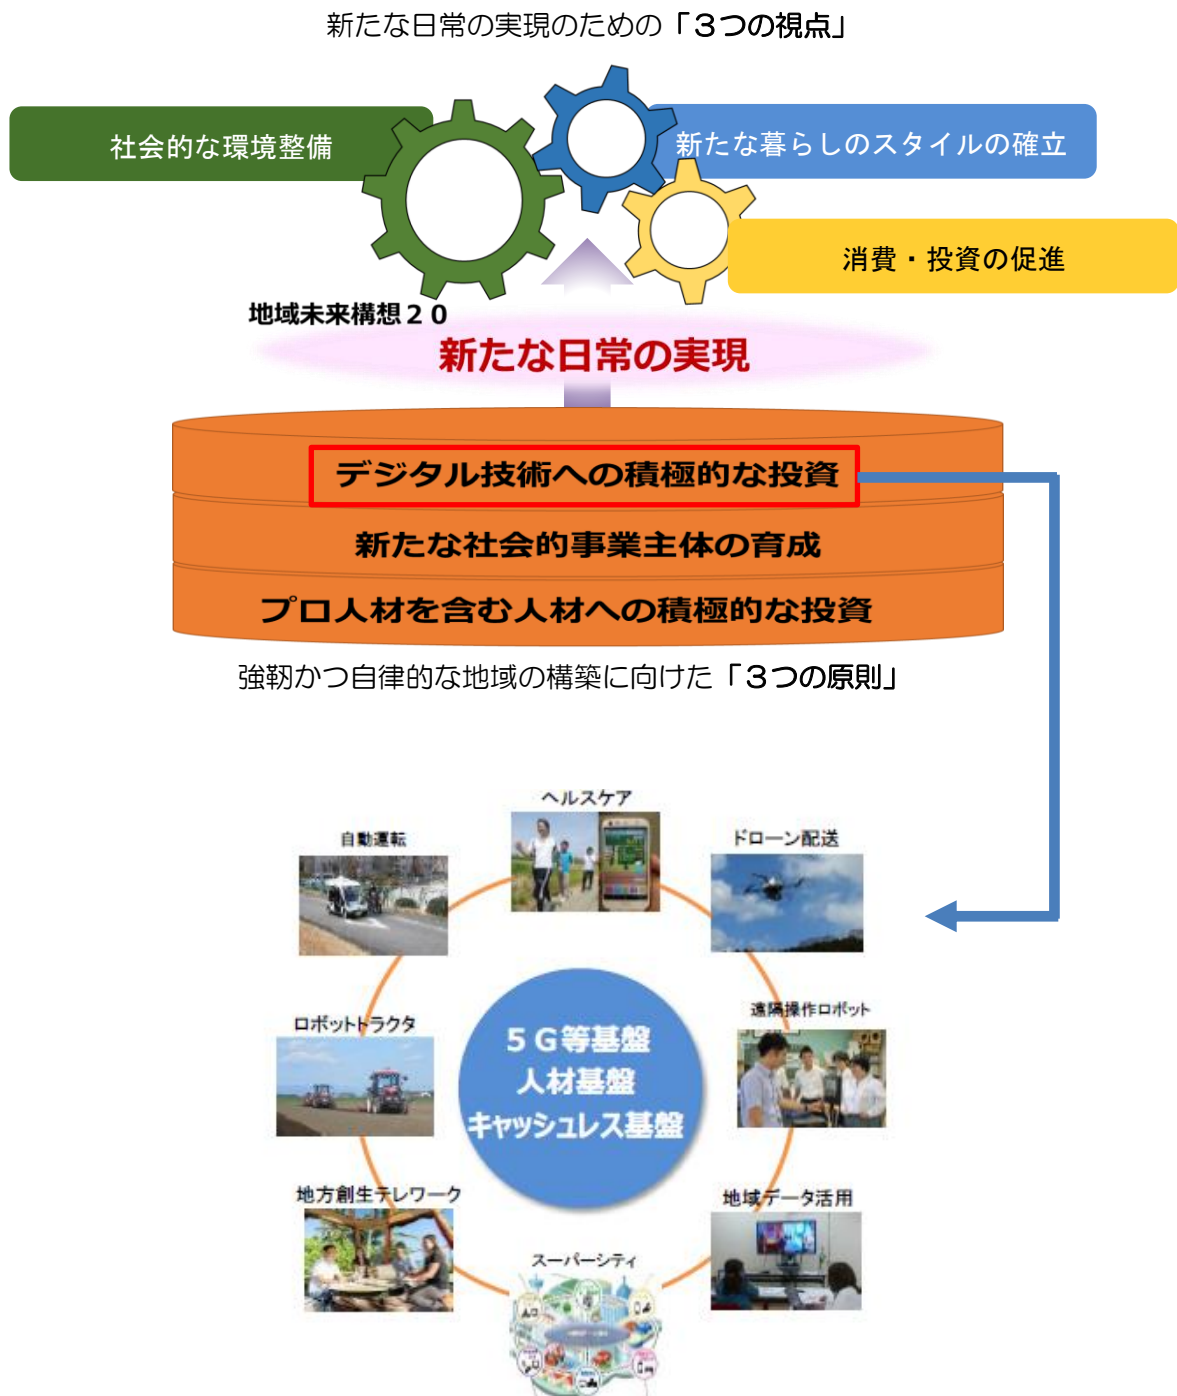 新たな日常の実現のための「３つの視点」
社会的な環境整備
新たな暮らしのスタイルの確立
消費・投資の促進
地域未来構想２０
新たな日常の実現
デジタル技術への積極的な投資
新たな社会的事業主体の育成
プロ人材を含む人材への積極的な投資
強靭かつ自律的な地域の構築に向けた「３つの原則」
ヘルスケア
自動運転
ドローン配送
ロボットトラクタ
遠隔操作ロボット
５Ｇ等基盤
人材基盤
キャッシュレス基盤
地方創生テレワーク
地域データ活用
スーパーシティ